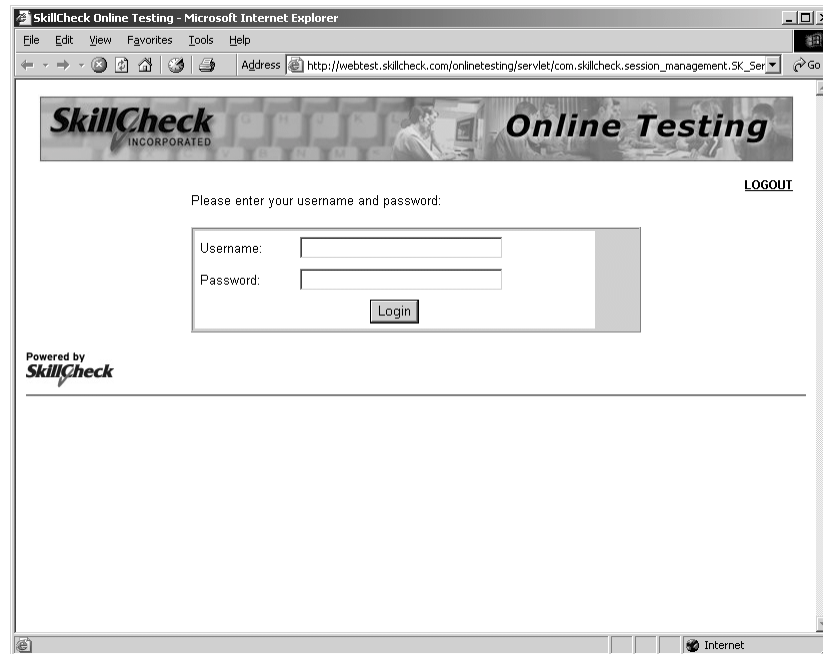 SkillCheck Online Testing - Microsoft Internet Explorer
File Edit View Favorites Tools Help
Address http://webtest.skillcheck.com/onlinetesting/servlet/com.skillcheck.session_management.SK_Ser Go
SkillCheck
INCORPORATED
Online Testing
LOGOUT
Please enter your username and password:
Username:
Password:
Login
Powered by
SkillCheck
INCORPORATED
Internet